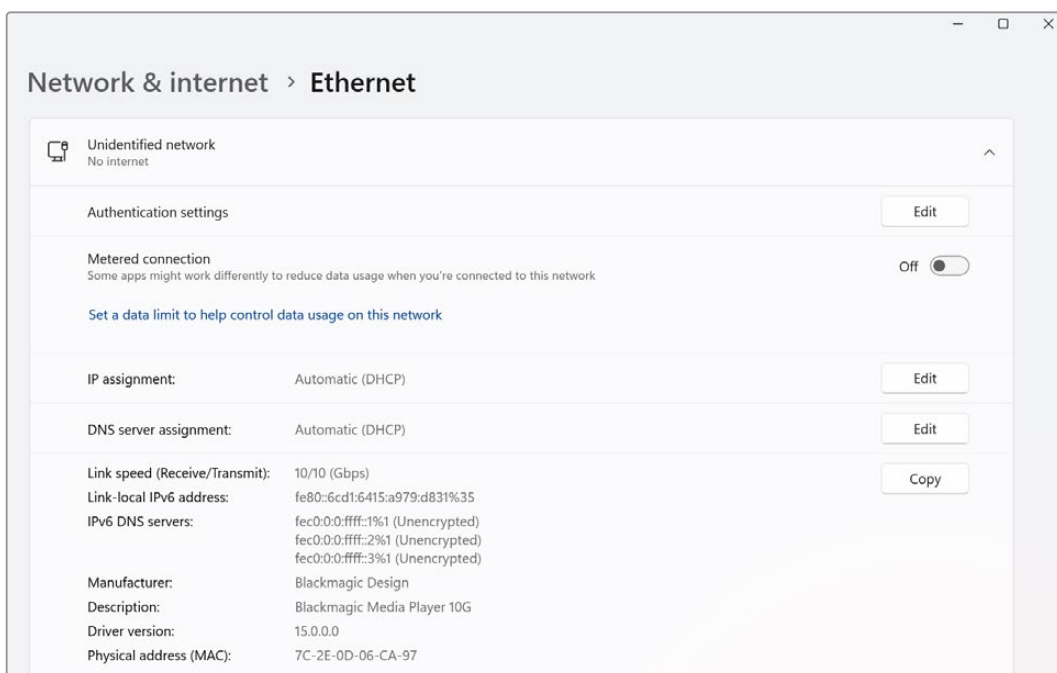 Network & internet > Ethernet
Unidentified network
No internet
Authentication settings Edit
Metered connection
Some apps might work differently to reduce data usage when you're connected to this network
Off
Set a data limit to help control data usage on this network
IP assignment: Automatic (DHCP) Edit
DNS server assignment: Automatic (DHCP) Edit
Link speed (Receive/Transmit): 10/10 (Gbps) Copy
Link-local IPv6 address: fe80::6cd1:6415:a979:d831%35
IPv6 DNS servers: fec0:0:0:ffff::1%1 (Unencrypted)
fec0:0:0:ffff::2%1 (Unencrypted)
fec0:0:0:ffff::3%1 (Unencrypted)
Manufacturer: Blackmagic Design
Description: Blackmagic Media Player 10G
Driver version: 15.0.0.0
Physical address (MAC): 7C-2E-0D-06-CA-97